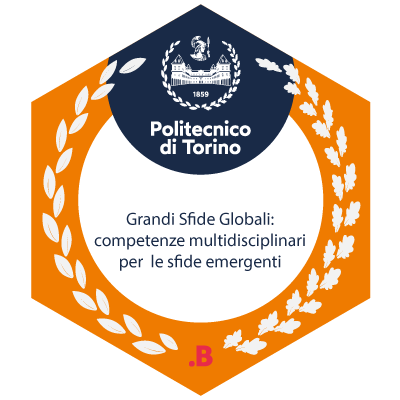 1859
Politecnico
di Torino
Grandi Sfide Globali:
competenze multidisciplinari
per le sfide emergenti
.B